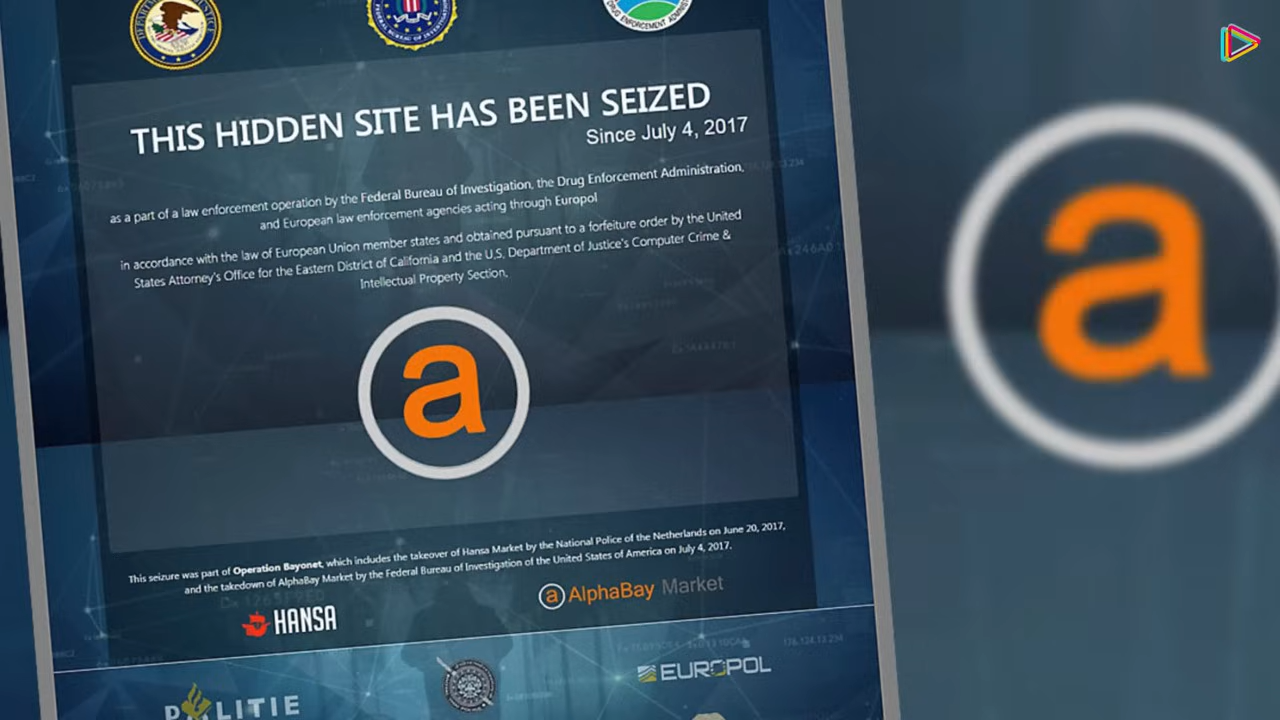 THIS HIDDEN SITE HAS BEEN SEIZED
Since July 4, 2017
as a part of a law enforcement operation by the Federal Bureau of Investigation, the Drug Enforcement Administration,
and European law enforcement agencies acting through Europol
in accordance with the law of European Union member states and obtained pursuant to a forfeiture order by the United
States Attorney's Office for the Eastern District of California and the U.S. Department of Justice's Computer Crime &
Intellectual Property Section.
a
a
This seizure was part of Operation Bayonet, which includes the takeover of Hansa Market by the National Police of the Netherlands on June 20, 2017,
and the takedown of AlphaBay Market by the Federal Bureau of Investigation of the United States of America on July 4, 2017.
HANSA
a AlphaBay Market
POLITIE
EUROPOL